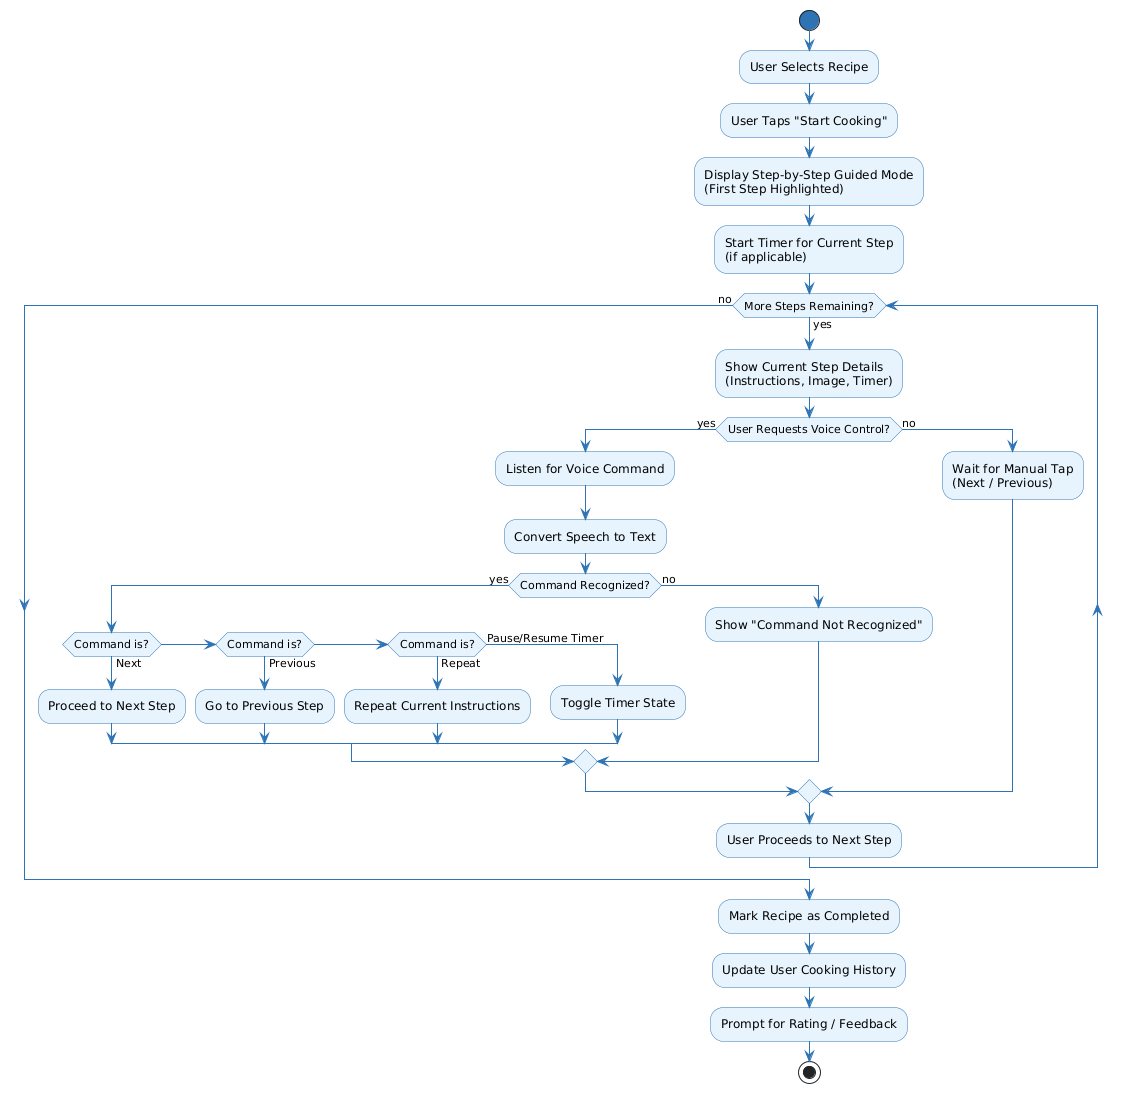 User Selects Recipe
User Taps "Start Cooking"
Display Step-by-Step Guided Mode
(First Step Highlighted)
Start Timer for Current Step
(if applicable)
no
More Steps Remaining?
yes
Show Current Step Details
(Instructions, Image, Timer)
yes
User Requests Voice Control?
no
Listen for Voice Command
Wait for Manual Tap
(Next / Previous)
Convert Speech to Text
yes
Command Recognized?
no
Show "Command Not Recognized"
Command is?
Next
Command is?
Previous
Command is?
Repeat
Pause/Resume Timer
Proceed to Next Step
Go to Previous Step
Repeat Current Instructions
Toggle Timer State
User Proceeds to Next Step
Mark Recipe as Completed
Update User Cooking History
Prompt for Rating / Feedback